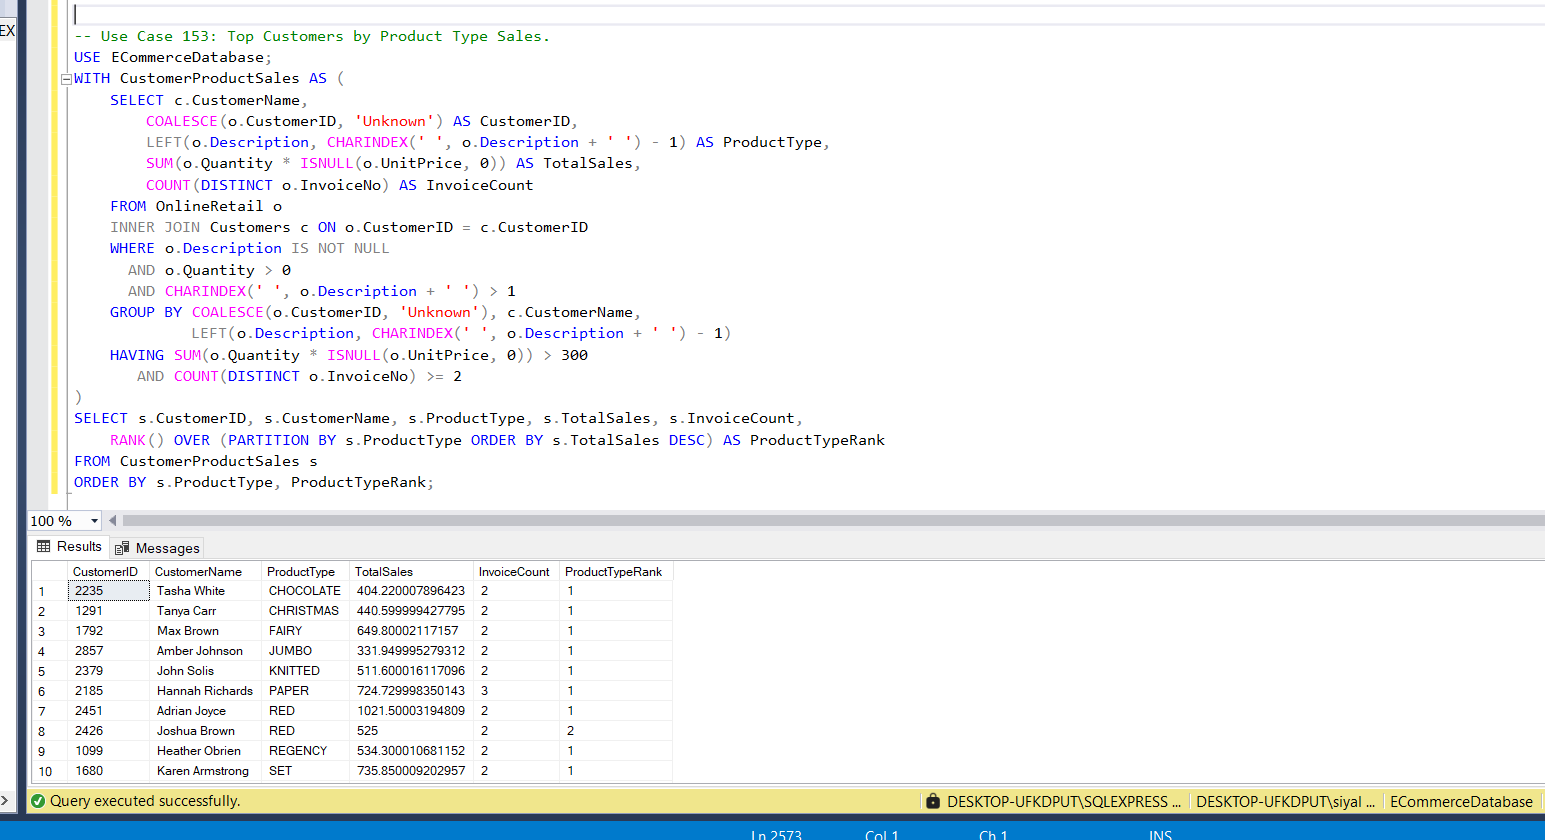 EX
-- Use Case 153: Top Customers by Product Type Sales.
USE ECommerceDatabase;
WITH CustomerProductSales AS (
    SELECT c.CustomerName,
        COALESCE(o.CustomerID, 'Unknown') AS CustomerID,
        LEFT(o.Description, CHARINDEX(' ', o.Description + ' ') - 1) AS ProductType,
        SUM(o.Quantity * ISNULL(o.UnitPrice, 0)) AS TotalSales,
        COUNT(DISTINCT o.InvoiceNo) AS InvoiceCount
    FROM OnlineRetail o
    INNER JOIN Customers c ON o.CustomerID = c.CustomerID
    WHERE o.Description IS NOT NULL
      AND o.Quantity > 0
      AND CHARINDEX(' ', o.Description + ' ') > 1
    GROUP BY COALESCE(o.CustomerID, 'Unknown'), c.CustomerName,
             LEFT(o.Description, CHARINDEX(' ', o.Description + ' ') - 1)
    HAVING SUM(o.Quantity * ISNULL(o.UnitPrice, 0)) > 300
       AND COUNT(DISTINCT o.InvoiceNo) >= 2
)
SELECT s.CustomerID, s.CustomerName, s.ProductType, s.TotalSales, s.InvoiceCount,
    RANK() OVER (PARTITION BY s.ProductType ORDER BY s.TotalSales DESC) AS ProductTypeRank
FROM CustomerProductSales s
ORDER BY s.ProductType, ProductTypeRank;
100 %
Results Messages
CustomerID CustomerName ProductType TotalSales InvoiceCount ProductTypeRank
1 2235 Tasha White CHOCOLATE 404.220007896423 2 1
2 1291 Tanya Carr CHRISTMAS 440.599999427795 2 1
3 1792 Max Brown FAIRY 649.80002117157 2 1
4 2857 Amber Johnson JUMBO 331.949995279312 2 1
5 2379 John Solis KNITTED 511.600016117096 2 1
6 2185 Hannah Richards PAPER 724.729998350143 3 1
7 2451 Adrian Joyce RED 1021.50003194809 2 1
8 2426 Joshua Brown RED 525 2 2
9 1099 Heather Obrien REGENCY 534.300010681152 2 1
10 1680 Karen Armstrong SET 735.850009202957 2 1
Query executed successfully. DESKTOP-UFKDPUT\SQLEXPRESS ... DESKTOP-UFKDPUT\siyal ... ECommerceDatabase
Ln 2573 Col 1 Ch 1 INS